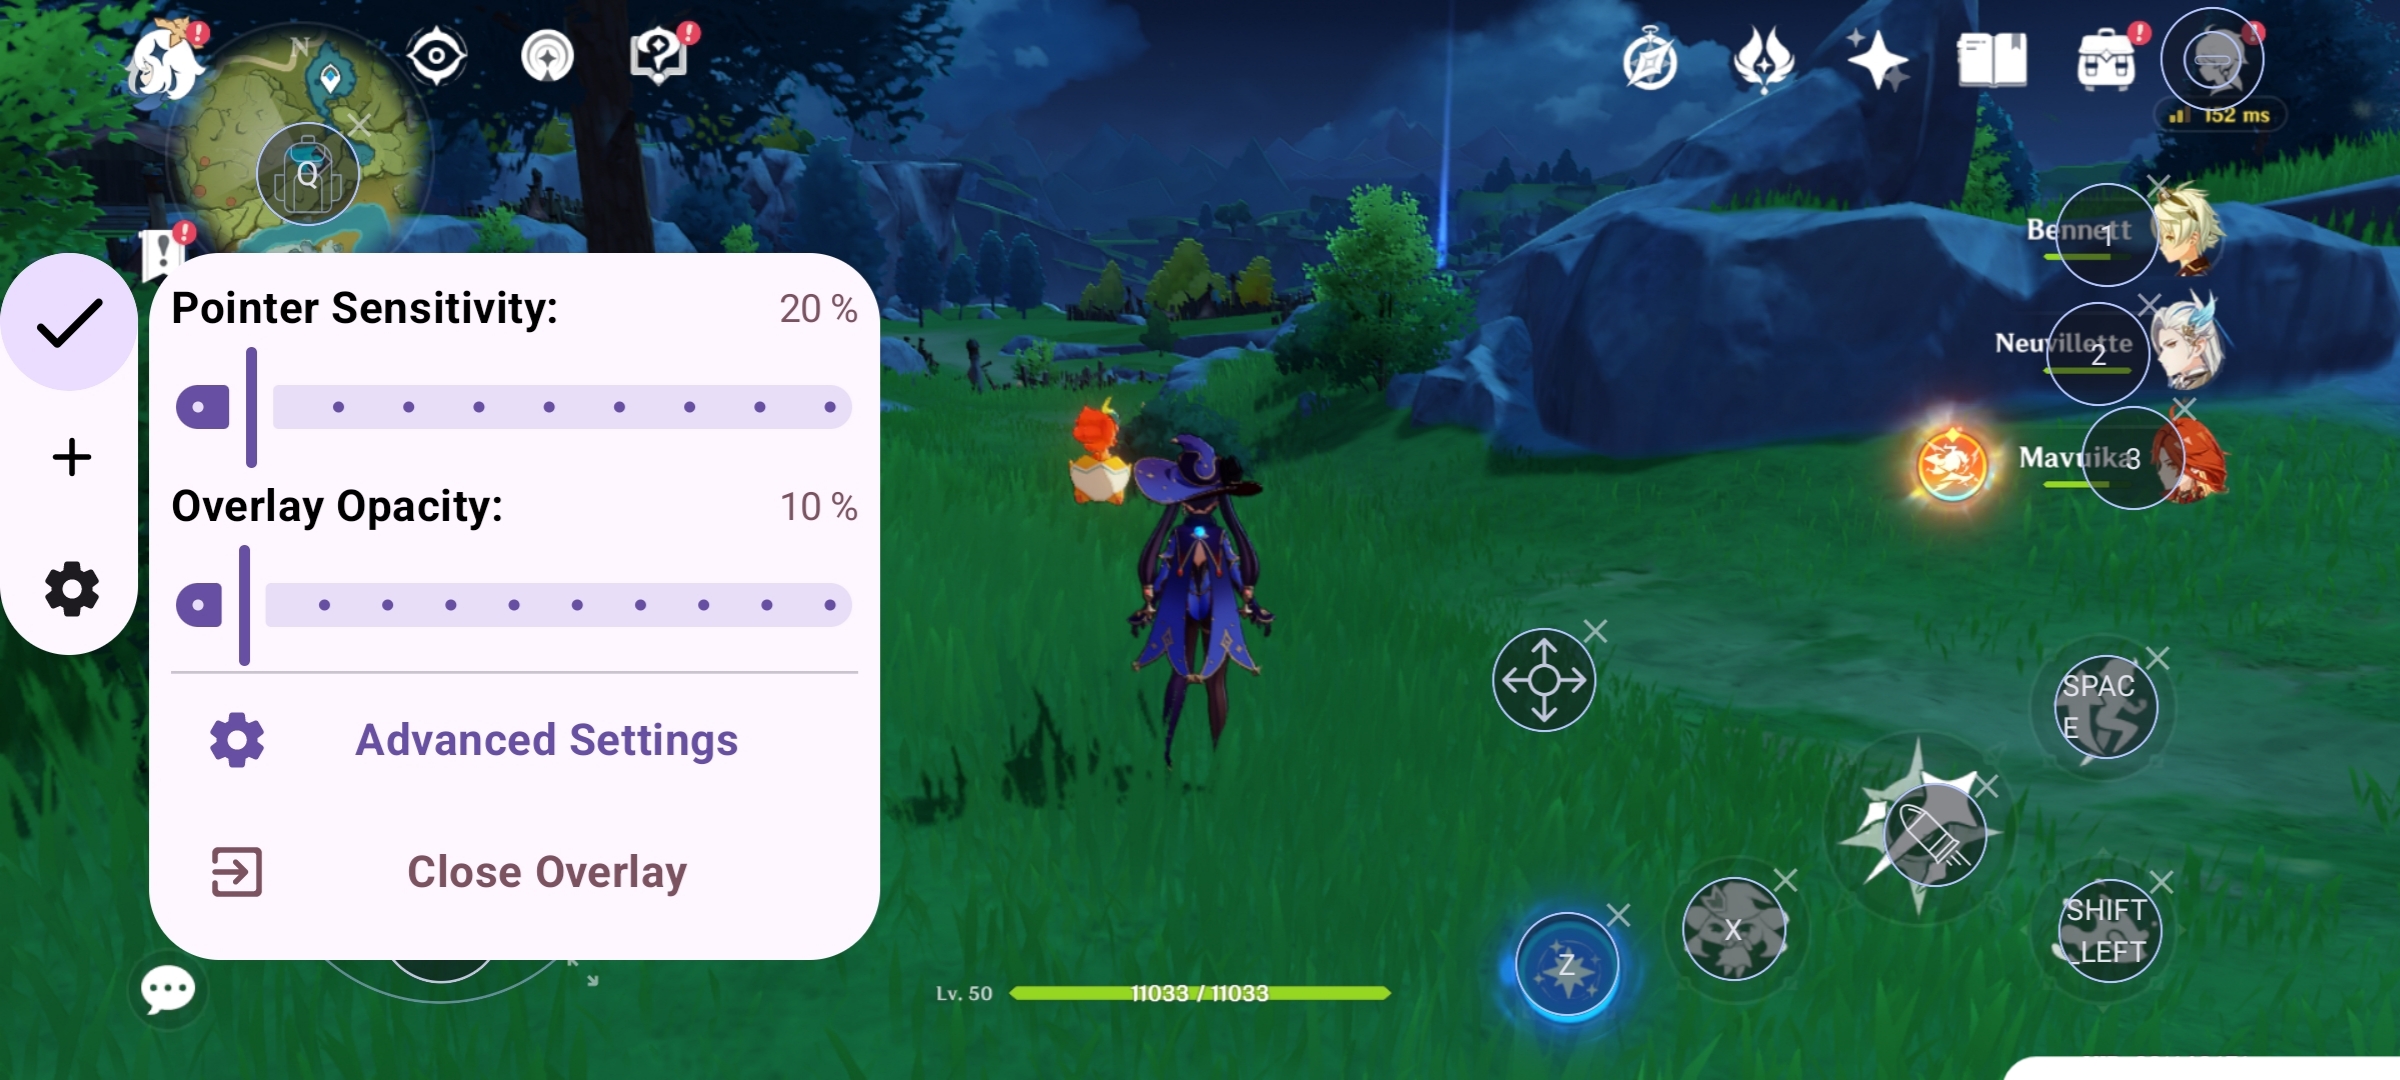 N
152 ms
Q
Bennett
1
Pointer Sensitivity:
20 %
Neuvillette
2
Mavuika
3
Overlay Opacity:
10 %
SPAC
E
Advanced Settings
Close Overlay
X
SHIFT
_LEFT
Z
Lv. 50
11033 / 11033